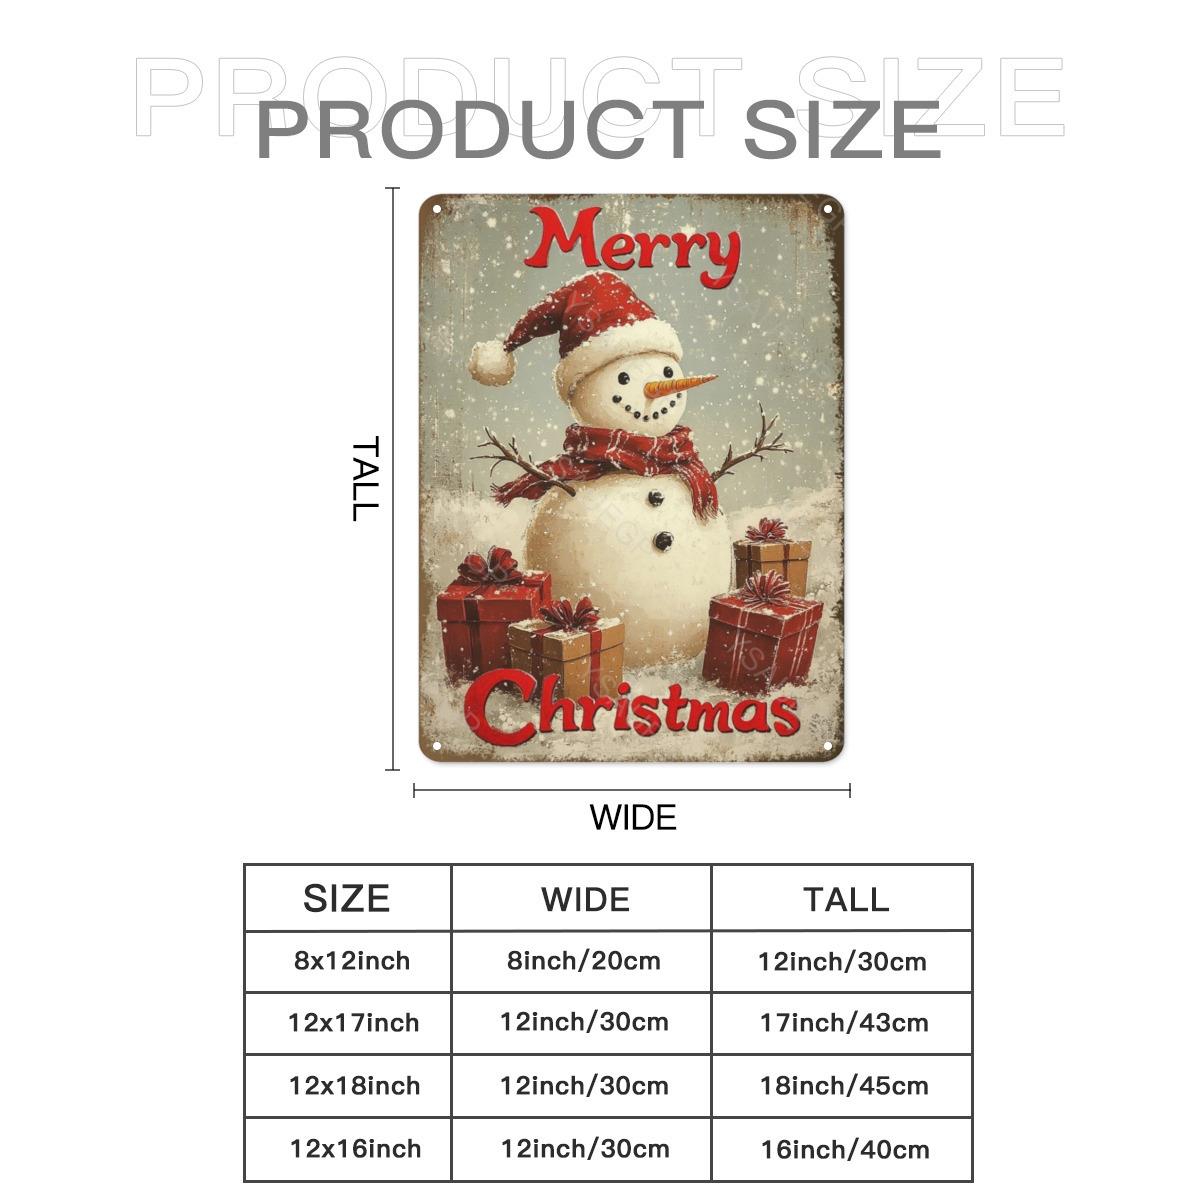 PRODUCT SIZE
PRODUCT SIZE
Merry
Christmas
TALL
WIDE
SIZE WIDE TALL
8x12inch 8inch/20cm 12inch/30cm
12x17inch 12inch/30cm 17inch/43cm
12x18inch 12inch/30cm 18inch/45cm
12x16inch 12inch/30cm 16inch/40cm